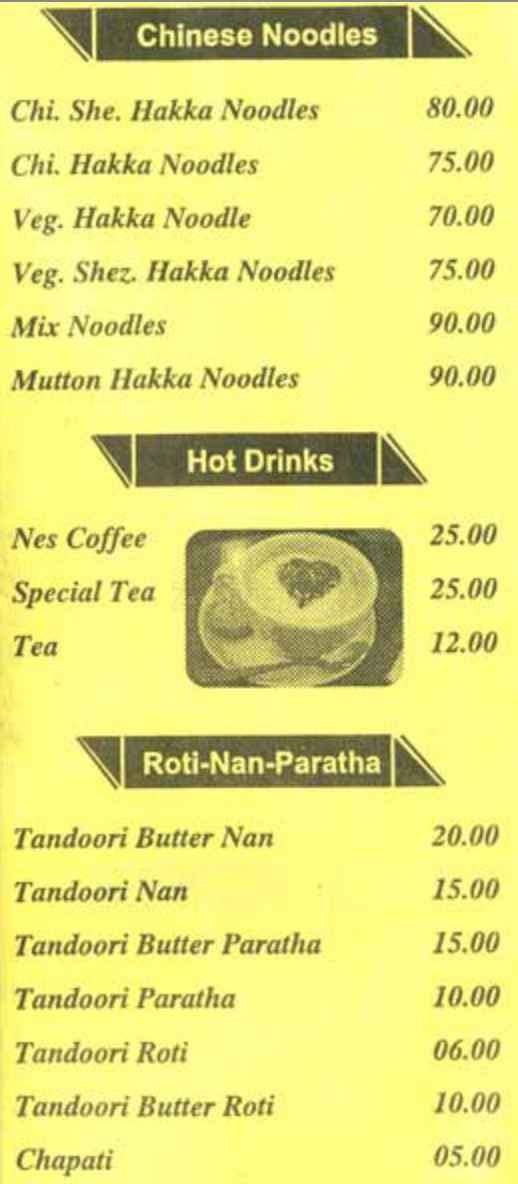 Chinese Noodles
Chi. She. Hakka Noodles 80.00
Chi. Hakka Noodles 75.00
Veg. Hakka Noodle 70.00
Veg. Shez. Hakka Noodles 75.00
Mix Noodles 90.00
Mutton Hakka Noodles 90.00
Hot Drinks
Nes Coffee 25.00
Special Tea 25.00
Tea 12.00
Roti-Nan-Paratha
Tandoori Butter Nan 20.00
Tandoori Nan 15.00
Tandoori Butter Paratha 15.00
Tandoori Paratha 10.00
Tandoori Roti 06.00
Tandoori Butter Roti 10.00
Chapati 05.00